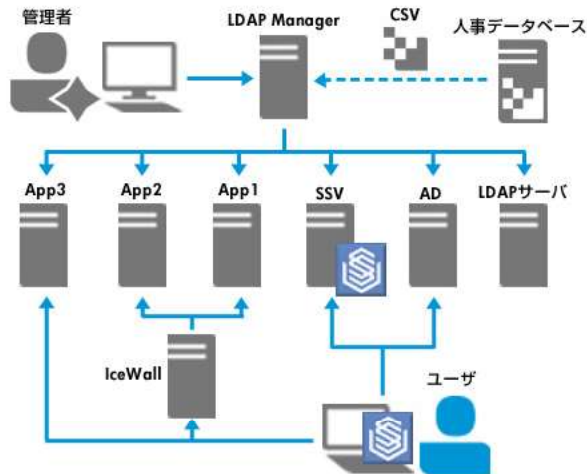 管理者
LDAP Manager
CSV
人事データベース
App3
App2
App1
SSV
AD
LDAPサーバ
IceWall
ユーザ